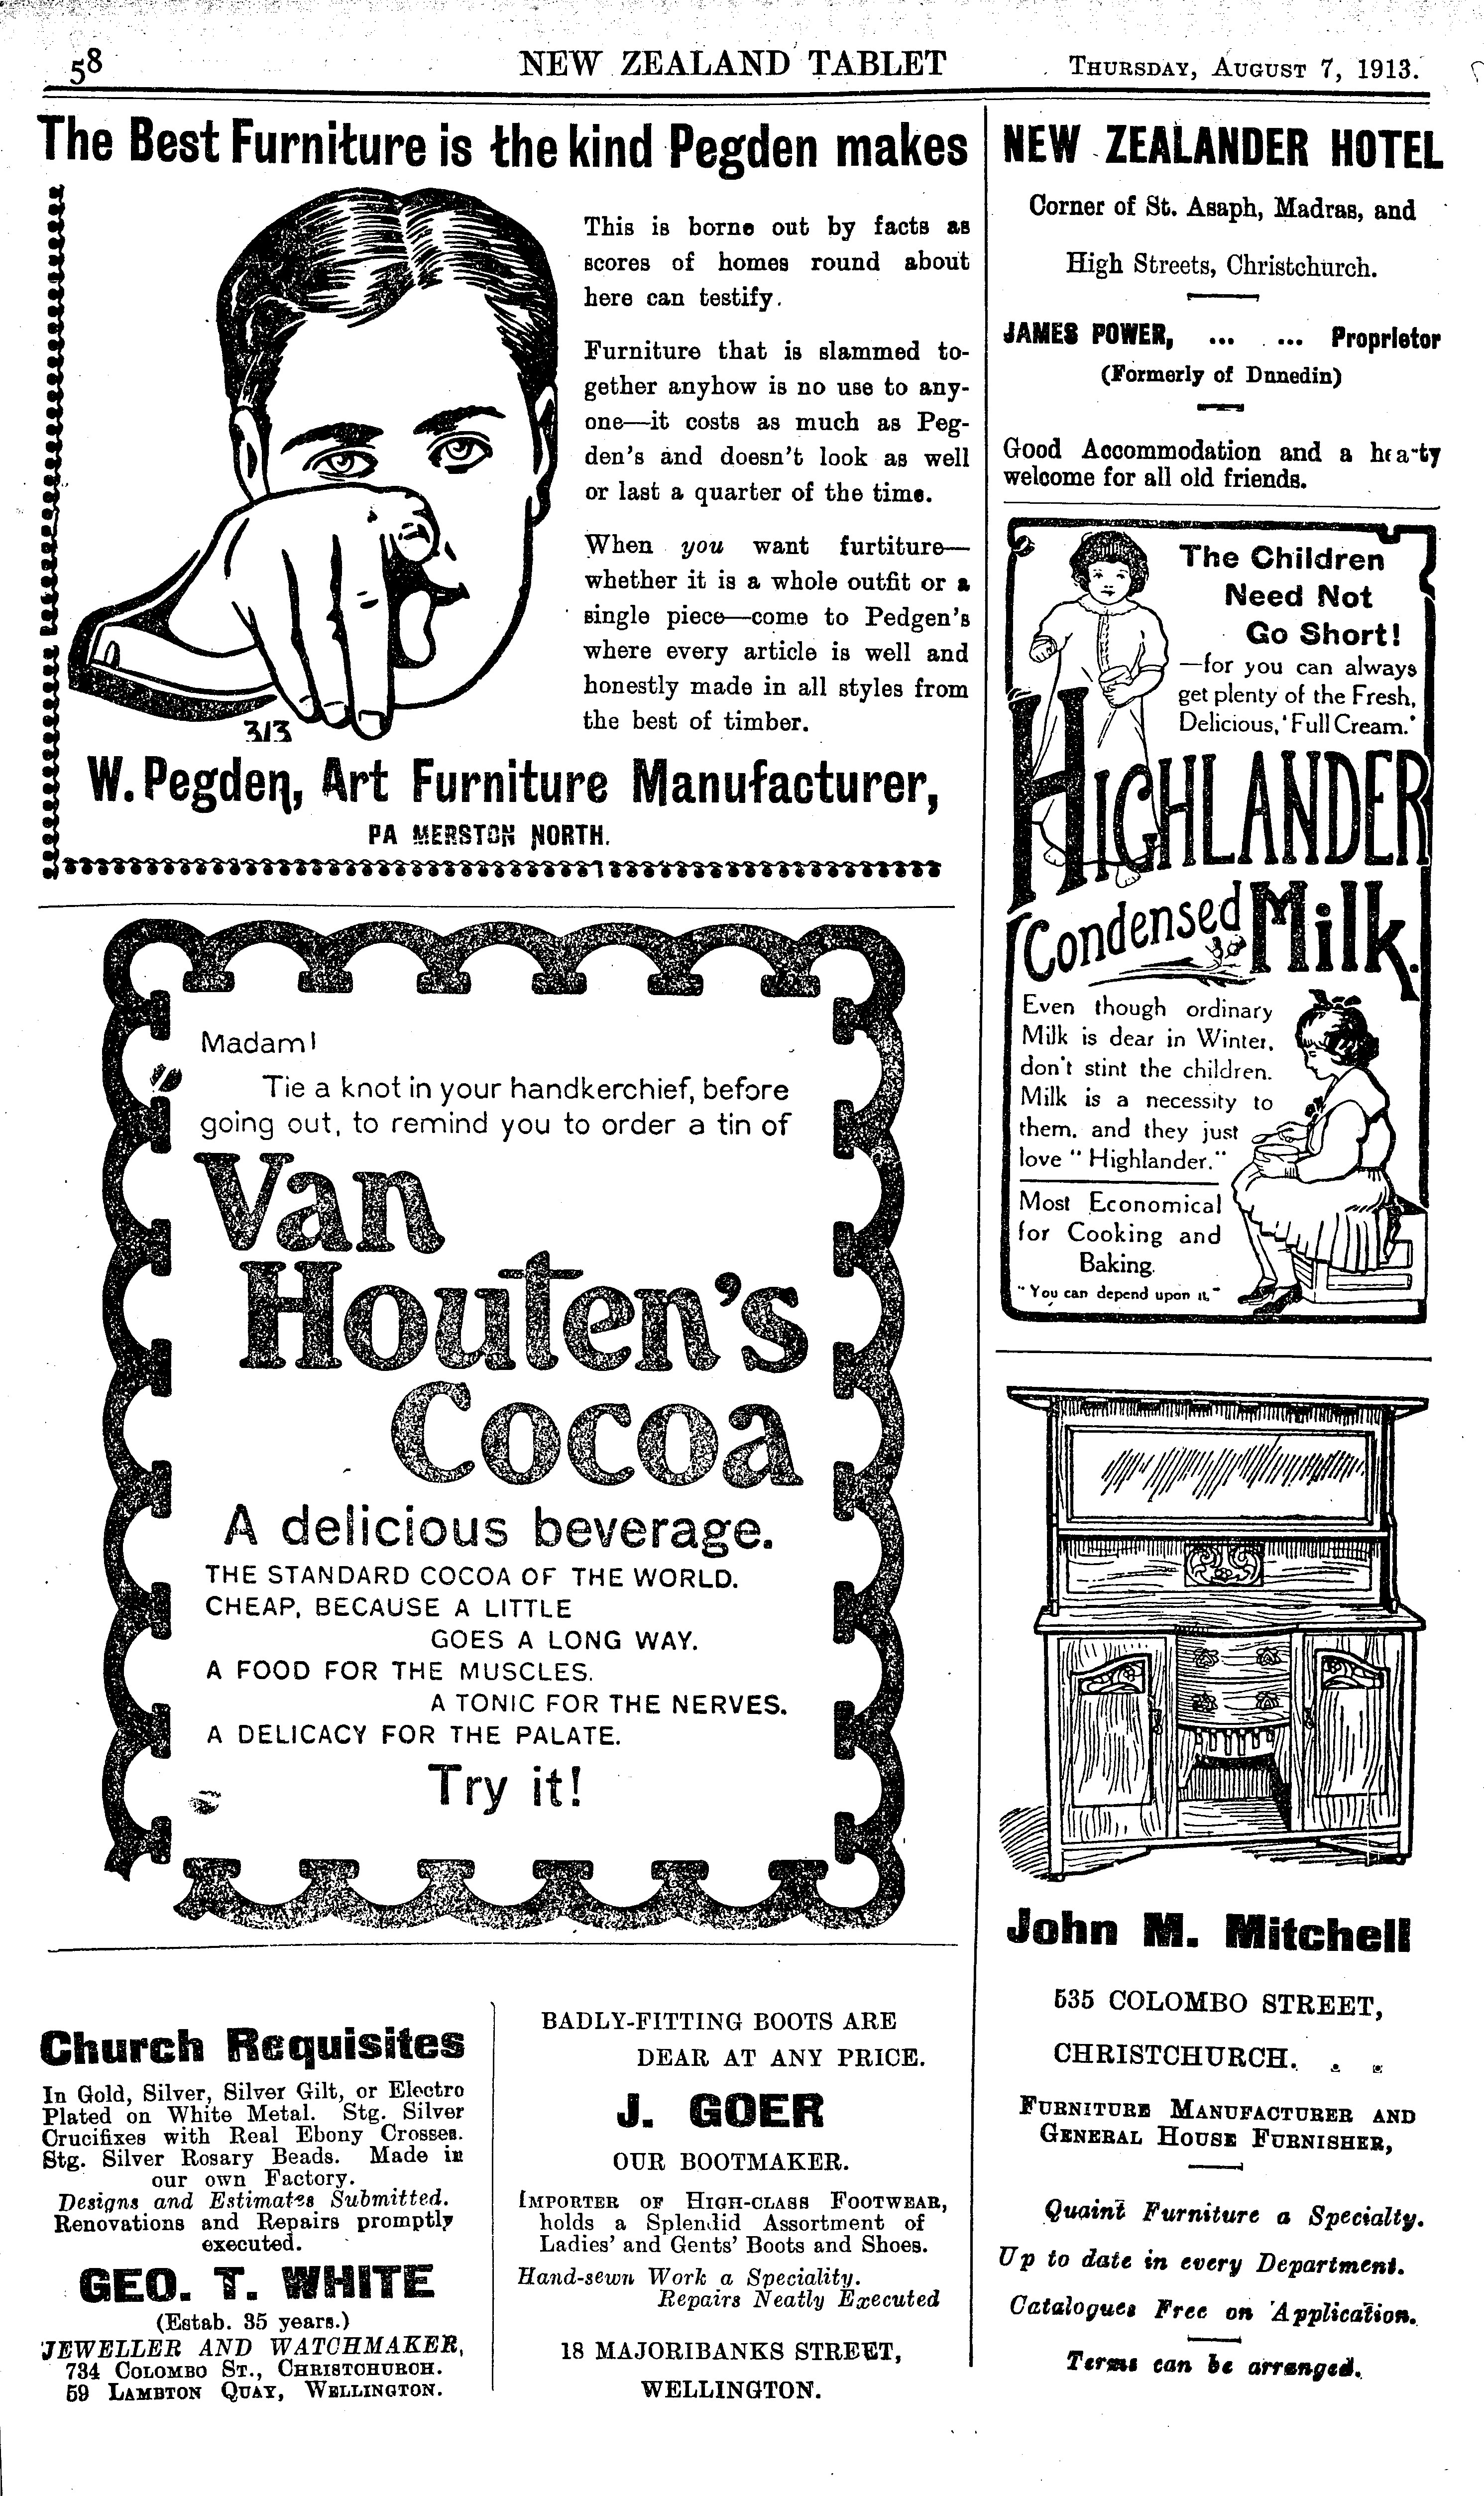 58
NEW ZEALAND TABLET
THURSDAY, AUGUST 7, 1913.
The Best Furniture is the kind Pegden makes
This is borne out by facts as
scores of homes round about
here can testify.
Furniture that is slammed to-
gether anyhow is no use to any-
one—it costs as much as Peg-
den's and doesn't look as well
or last a quarter of the time.
When you want furtiture—
whether it is a whole outfit or a
single piece—come to Pedgen's
where every article is well and
honestly made in all styles from
the best of timber.
313
W. Pegden, Art Furniture Manufacturer,
PA MERSTON NORTH.
Madam!
Tie a knot in your handkerchief, before
going out, to remind you to order a tin of
Van
Houten's
Cocoa
A delicious beverage.
THE STANDARD COCOA OF THE WORLD.
CHEAP, BECAUSE A LITTLE
GOES A LONG WAY.
A FOOD FOR THE MUSCLES.
A TONIC FOR THE NERVES.
A DELICACY FOR THE PALATE.
Try it!
Church Requisites
In Gold, Silver, Silver Gilt, or Electro
Plated on White Metal. Stg. Silver
Crucifixes with Real Ebony Crosses.
Stg. Silver Rosary Beads. Made in
our own Factory.
Designs and Estimates Submitted.
Renovations and Repairs promptly
executed.
GEO. T. WHITE
(Estab. 35 years.)
JEWELLER AND WATCHMAKER,
734 COLOMBO ST., CHRISTCHURCH.
59 LAMBTON QUAY, WELLINGTON.
BADLY-FITTING BOOTS ARE
DEAR AT ANY PRICE.
J. GOER
OUR BOOTMAKER.
IMPORTER OF HIGH-CLASS FOOTWEAR,
holds a Splendid Assortment of
Ladies' and Gents' Boots and Shoes.
Hand-sewn Work a Speciality.
Repairs Neatly Executed
18 MAJORIBANKS STREET,
WELLINGTON.
NEW ZEALANDER HOTEL
Corner of St. Asaph, Madras, and
High Streets, Christchurch.
JAMES POWER, ... ... Proprietor
(Formerly of Dnnedin)
Good Accommodation and a hearty
welcome for all old friends.
The Children
Need Not
Go Short!
—for you can always
get plenty of the Fresh,
Delicious, 'Full Cream.'
HIGHLANDER
Condensed Milk.
Even though ordinary
Milk is dear in Winter,
don't stint the children.
Milk is a necessity to
them, and they just
love "Highlander."
Most Economical
for Cooking and
Baking.
"You can depend upon it."
John M. Mitchell
535 COLOMBO STREET,
CHRISTCHURCH. . .
FURNITURE MANUFACTURER AND
GENERAL HOUSE FURNISHER,
Quaint Furniture a Specialty.
Up to date in every Department.
Catalogues Free on Application.
Terms can be arranged.